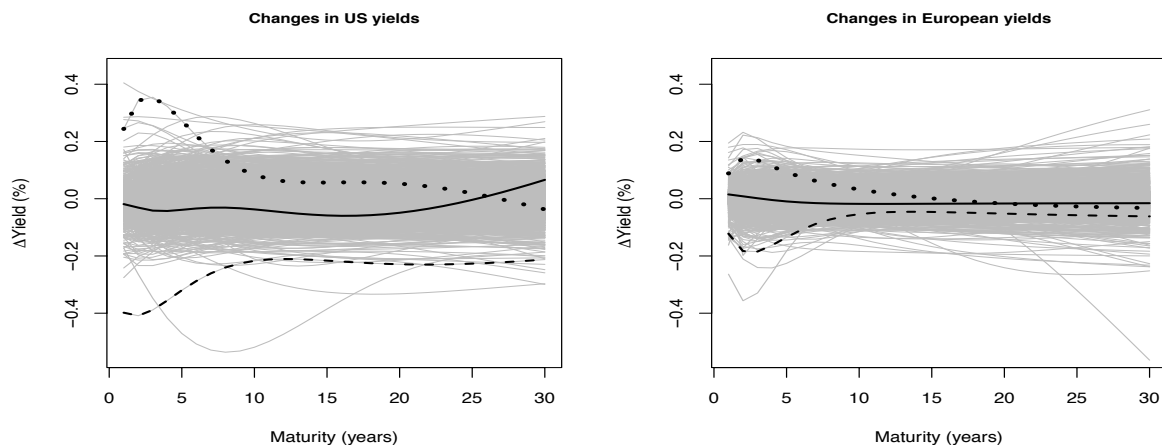 Changes in US yields
ΔYield (%)
0.4
0.2
0.0
−0.2
−0.4
0 5 10 15 20 25 30
Maturity (years)
Changes in European yields
ΔYield (%)
0.4
0.2
0.0
−0.2
−0.4
0 5 10 15 20 25 30
Maturity (years)